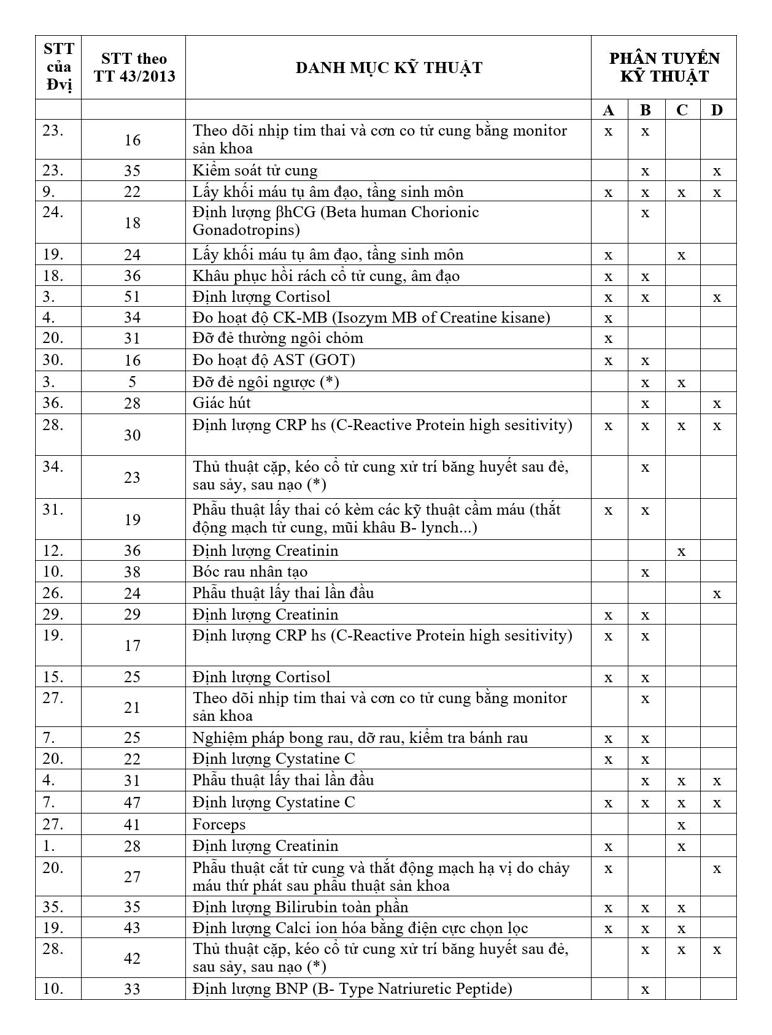 STT của Đvị | STT theo TT 43/2013 | DANH MỤC KỸ THUẬT | PHÂN TUYẾN KỸ THUẬT
A B C D
23. 16 Theo dõi nhịp tim thai và cơn co tử cung bằng monitor
sản khoa x x
23. 35 Kiểm soát tử cung x x
9. 22 Lấy khối máu tụ âm đạo, tầng sinh môn x x x x
24. 18 Định lượng βhCG (Beta human Chorionic
Gonadotropins) x
19. 24 Lấy khối máu tụ âm đạo, tầng sinh môn x x
18. 36 Khâu phục hồi rách cổ tử cung, âm đạo x x
3. 51 Định lượng Cortisol x x x
4. 34 Đo hoạt độ CK-MB (Isozym MB of Creatine kisane) x
20. 31 Đỡ đẻ thường ngôi chỏm x
30. 16 Đo hoạt độ AST (GOT) x x
3. 5 Đỡ đẻ ngôi ngược (*) x x
36. 28 Giác hút x x
28. 30 Định lượng CRP hs (C-Reactive Protein high sesitivity) x x x x
34. 23 Thủ thuật cặp, kéo cổ tử cung xử trí băng huyết sau đẻ,
sau sảy, sau nạo (*) x
31. 19 Phẫu thuật lấy thai có kèm các kỹ thuật cầm máu (thắt
động mạch tử cung, mũi khâu B- lynch...) x x
12. 36 Định lượng Creatinin x
10. 38 Bóc rau nhân tạo x
26. 24 Phẫu thuật lấy thai lần đầu x
29. 29 Định lượng Creatinin x x
19. 17 Định lượng CRP hs (C-Reactive Protein high sesitivity) x x
15. 25 Định lượng Cortisol x x
27. 21 Theo dõi nhịp tim thai và cơn co tử cung bằng monitor
sản khoa x
7. 25 Nghiệm pháp bong rau, dỡ rau, kiểm tra bánh rau x x
20. 22 Định lượng Cystatine C x x
4. 31 Phẫu thuật lấy thai lần đầu x x x
7. 47 Định lượng Cystatine C x x x x
27. 41 Forceps x
1. 28 Định lượng Creatinin x x
20. 27 Phẫu thuật cắt tử cung và thắt động mạch hạ vị do chảy
máu thứ phát sau phẫu thuật sản khoa x x
35. 35 Định lượng Bilirubin toàn phần x x x
19. 43 Định lượng Calci ion hóa bằng điện cực chọn lọc x x x
28. 42 Thủ thuật cặp, kéo cổ tử cung xử trí băng huyết sau đẻ,
sau sảy, sau nạo (*) x x x
10. 33 Định lượng BNP (B- Type Natriuretic Peptide) x